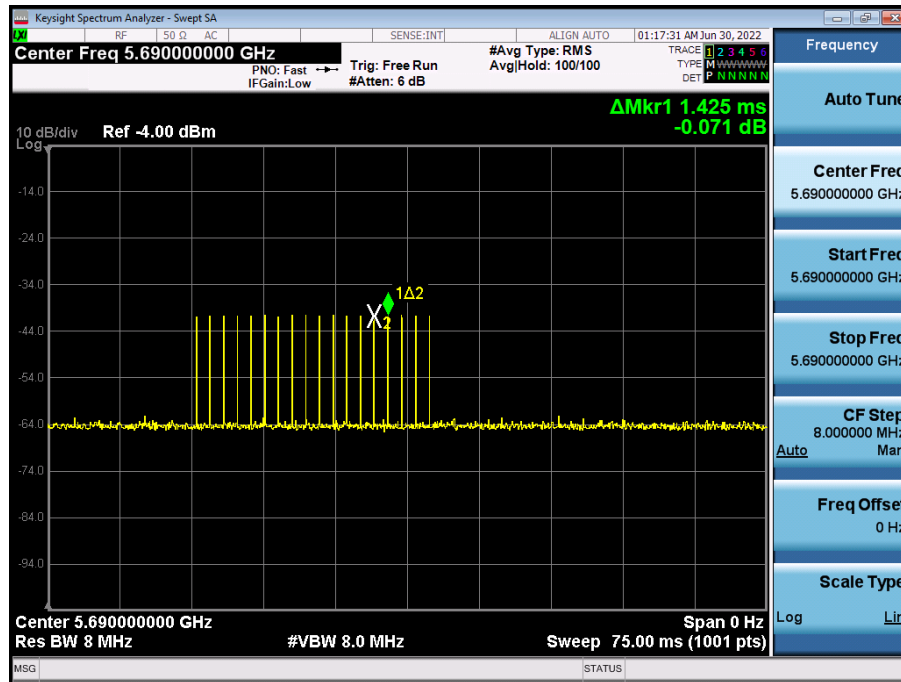 Keysight Spectrum Analyzer - Swept SA
LXI RF 50 Ω AC SENSE:INT ALIGN AUTO 01:17:31 AM Jun 30, 2022
Center Freq 5.690000000 GHz
PNO: Fast
IFGain:Low
Trig: Free Run
#Atten: 6 dB
#Avg Type: RMS
Avg|Hold: 100/100
TRACE 1 2 3 4 5 6
TYPE M WWWWW
DET P N N N N N
ΔMkr1 1.425 ms
-0.071 dB
10 dB/div Ref -4.00 dBm
Log
-14.0
-24.0
-34.0
-44.0
-54.0
-64.0
-74.0
-84.0
-94.0
1Δ2
X2
Center 5.690000000 GHz Span 0 Hz
Res BW 8 MHz #VBW 8.0 MHz Sweep 75.00 ms (1001 pts)
MSG STATUS
Frequency
Auto Tune
Center Freq
5.690000000 GHz
Start Freq
5.690000000 GHz
Stop Freq
5.690000000 GHz
CF Step
8.000000 MHz
Auto Man
Freq Offset
0 Hz
Scale Type
Log Lin